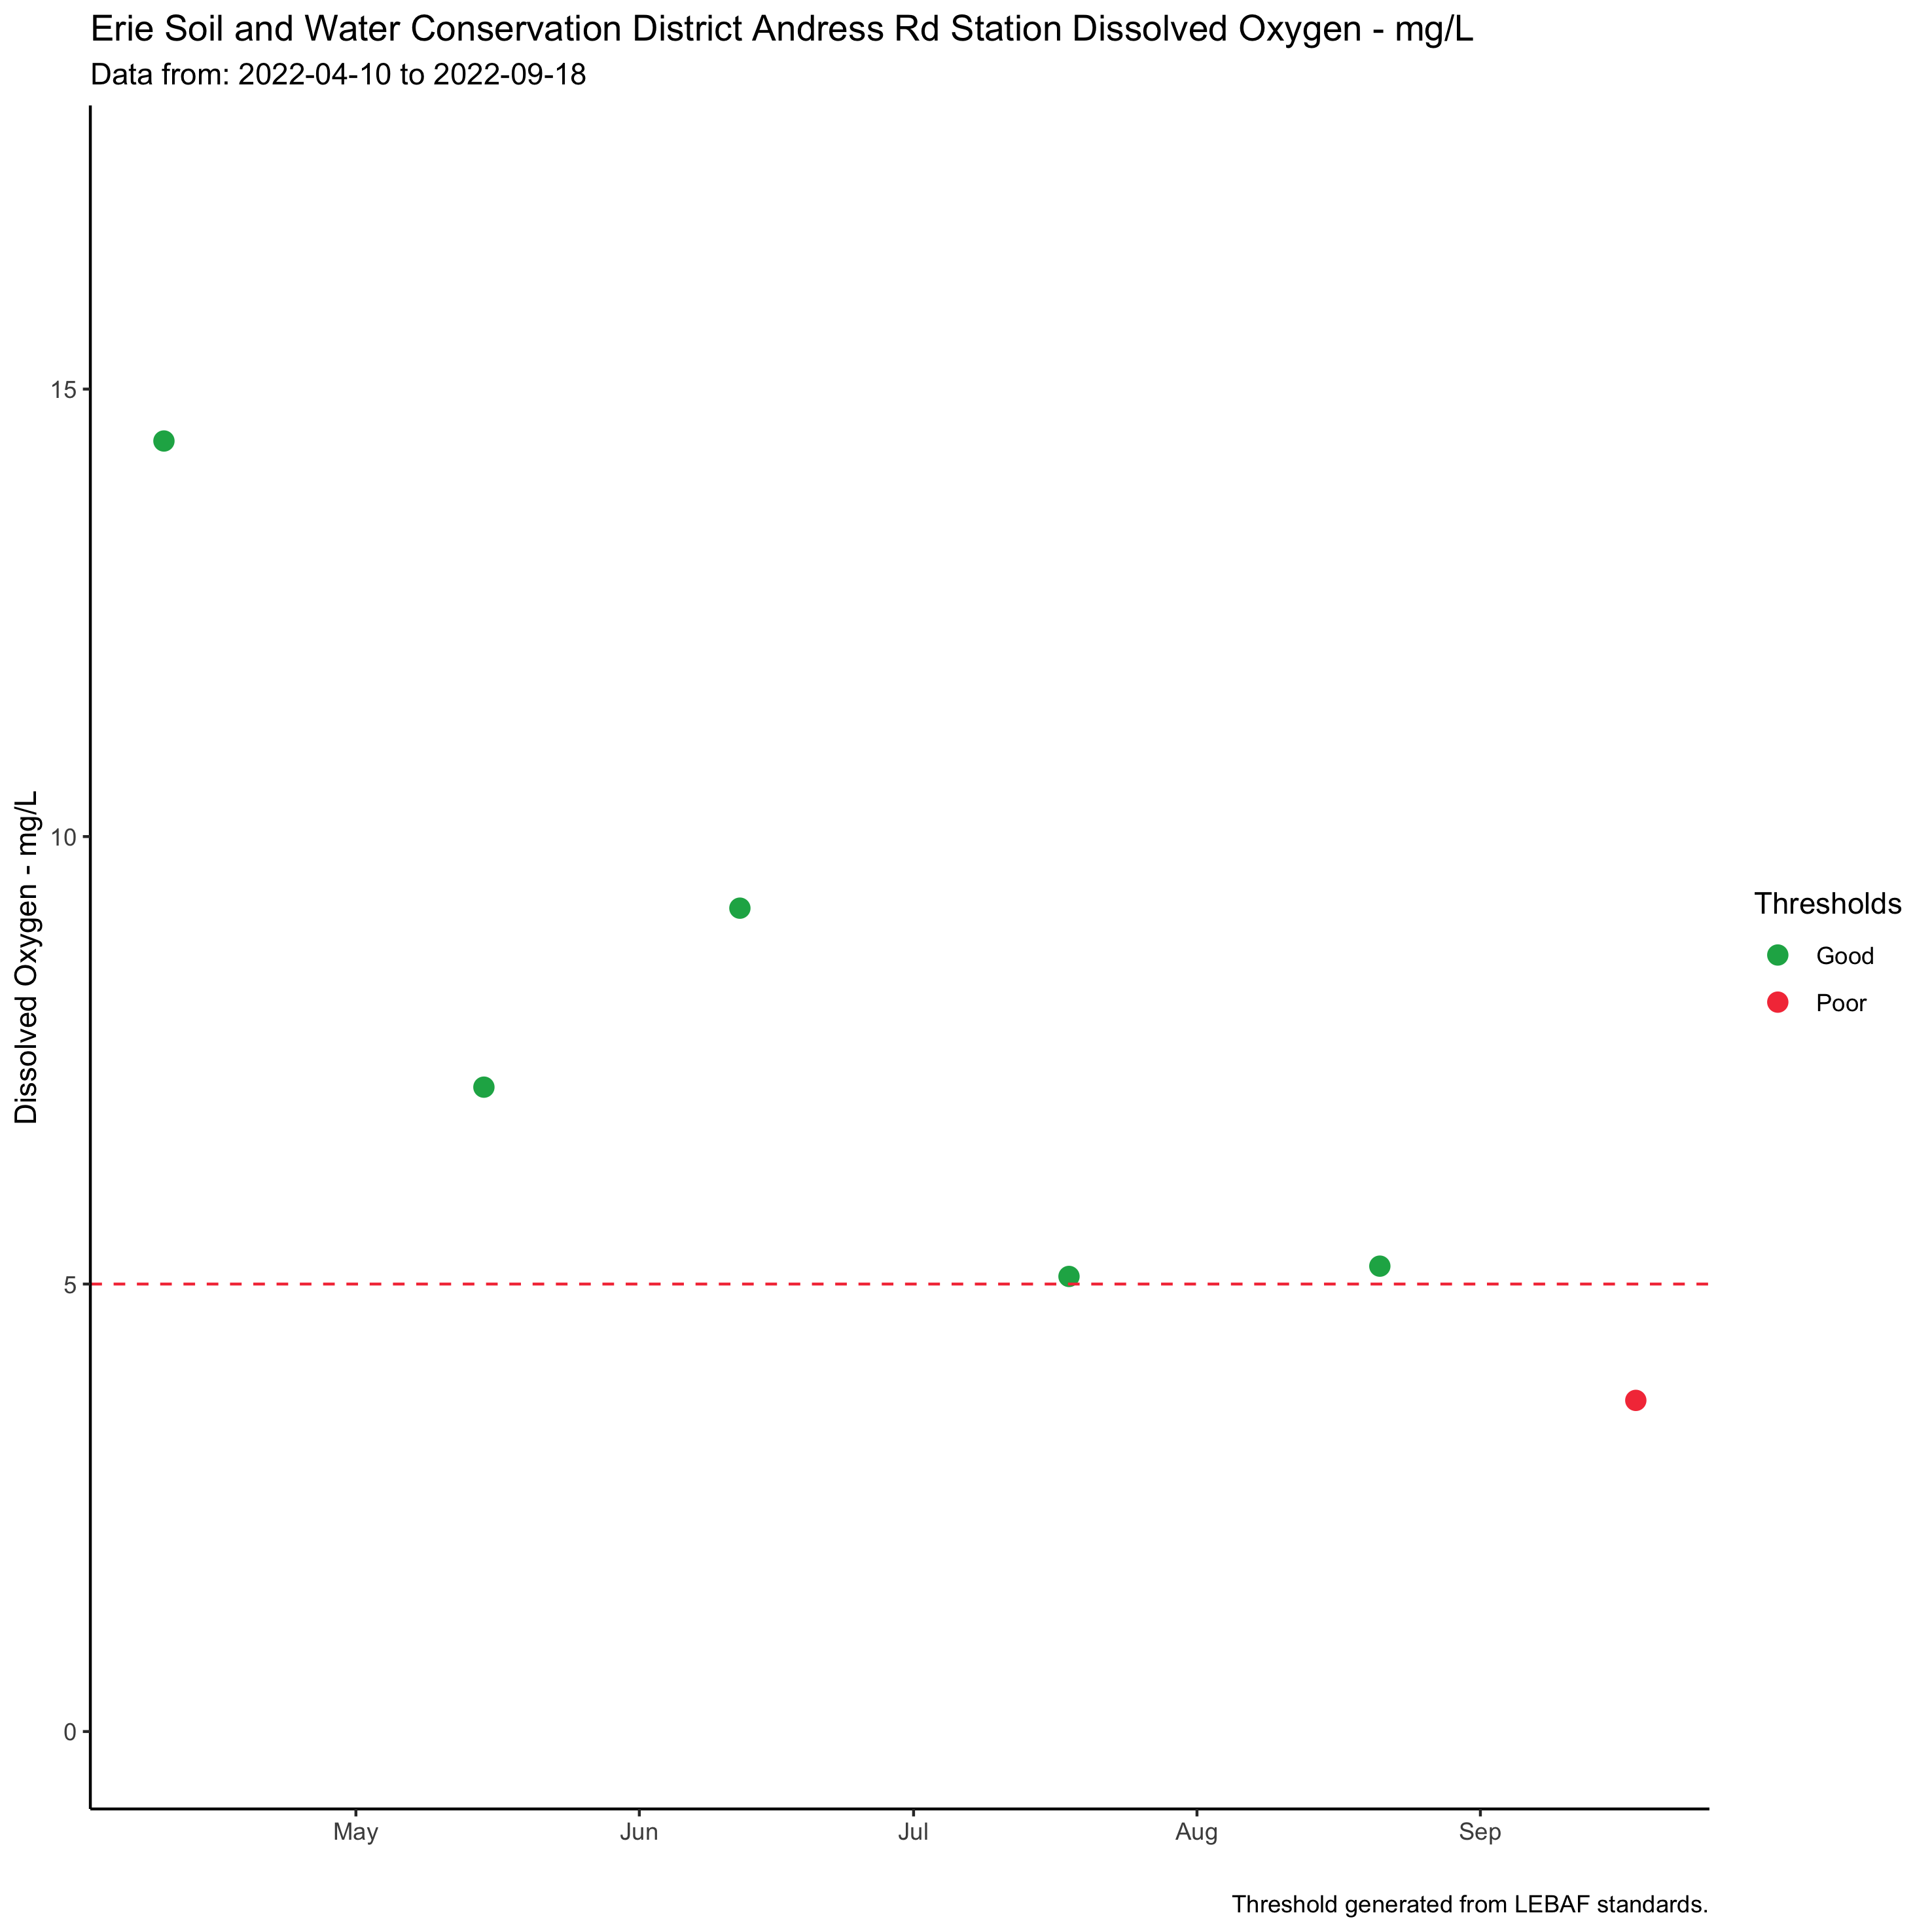 Erie Soil and Water Conservation District Andress Rd Station Dissolved Oxygen - mg/L
Data from: 2022-04-10 to 2022-09-18
Dissolved Oxygen - mg/L
15
10
5
0
May
Jun
Jul
Aug
Sep
Thresholds
Good
Poor
Threshold generated from LEBAF standards.